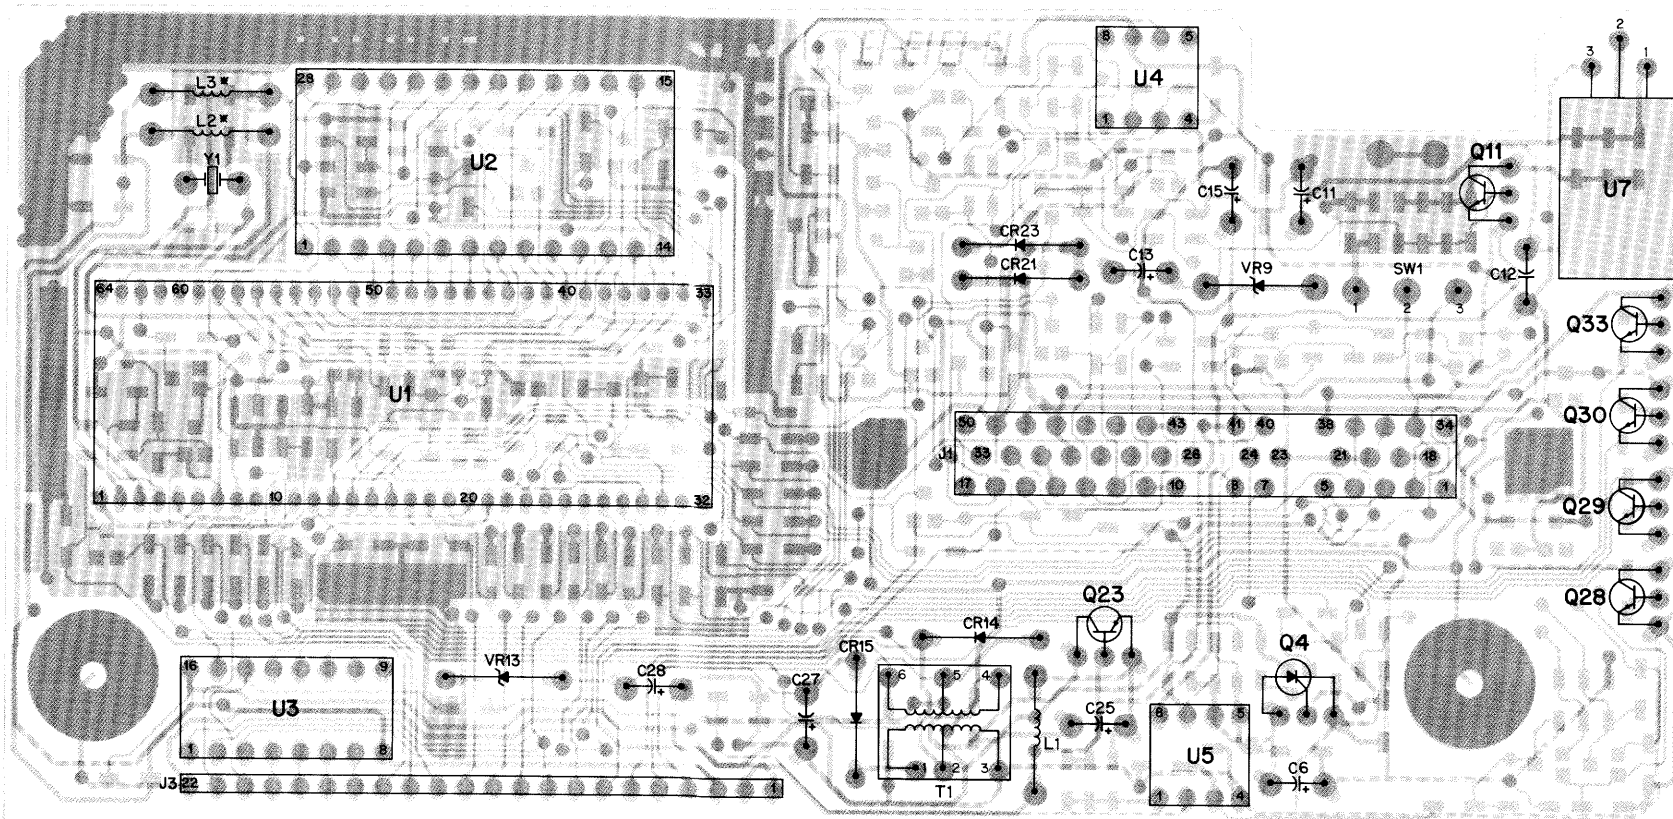 L3*
L2*
Y1
28 15
U2
1 14
8 5
U4
1 4
2
3 1
U7
Q11
C15
C11
CR23
CR21
C13
VR9
SW1
1 2 3
C12
64 60 50 40 33
U1
1 10 20 32
Q33
Q30
Q29
Q28
50 43 41 40 38 34
J1 33 26 24 23 21 18
17 10 8 7 5 1
Q23
CR14
CR15
Q4
16 9
U3
1 8
VR13
C28
C27
6 5 4
1 2 3
T1
L1
C25
8 5
U5
1 4
C6
J3 22 1